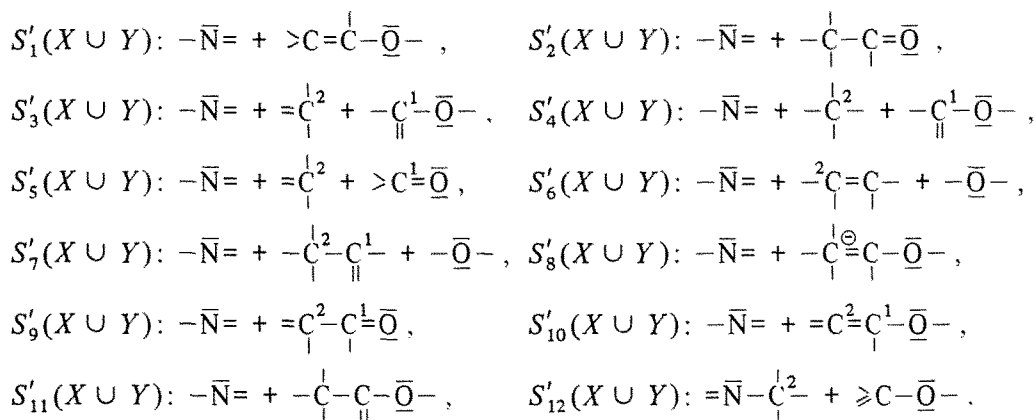 S′₁(X ∪ Y): −N̄= + >C=C−O̲̅− , S′₂(X ∪ Y): −N̄= + −C−C=O̲̅ ,
S′₃(X ∪ Y): −N̄= + =C² + −C¹−O̲̅− , S′₄(X ∪ Y): −N̄= + −C²− + −C¹−O̲̅− ,
S′₅(X ∪ Y): −N̄= + =C² + >C¹=O̲̅ , S′₆(X ∪ Y): −N̄= + −²C=C− + −O̲̅− ,
S′₇(X ∪ Y): −N̄= + −C²−C¹− + −O̲̅− , S′₈(X ∪ Y): −N̄= + −C⊖=C−O̲̅− ,
S′₉(X ∪ Y): −N̄= + =C²−C¹=O̲̅ , S′₁₀(X ∪ Y): −N̄= + =C²=C¹−O̲̅− ,
S′₁₁(X ∪ Y): −N̄= + −C−C−O̲̅− , S′₁₂(X ∪ Y): =N̄−C² + ⩾C−O̲̅− .